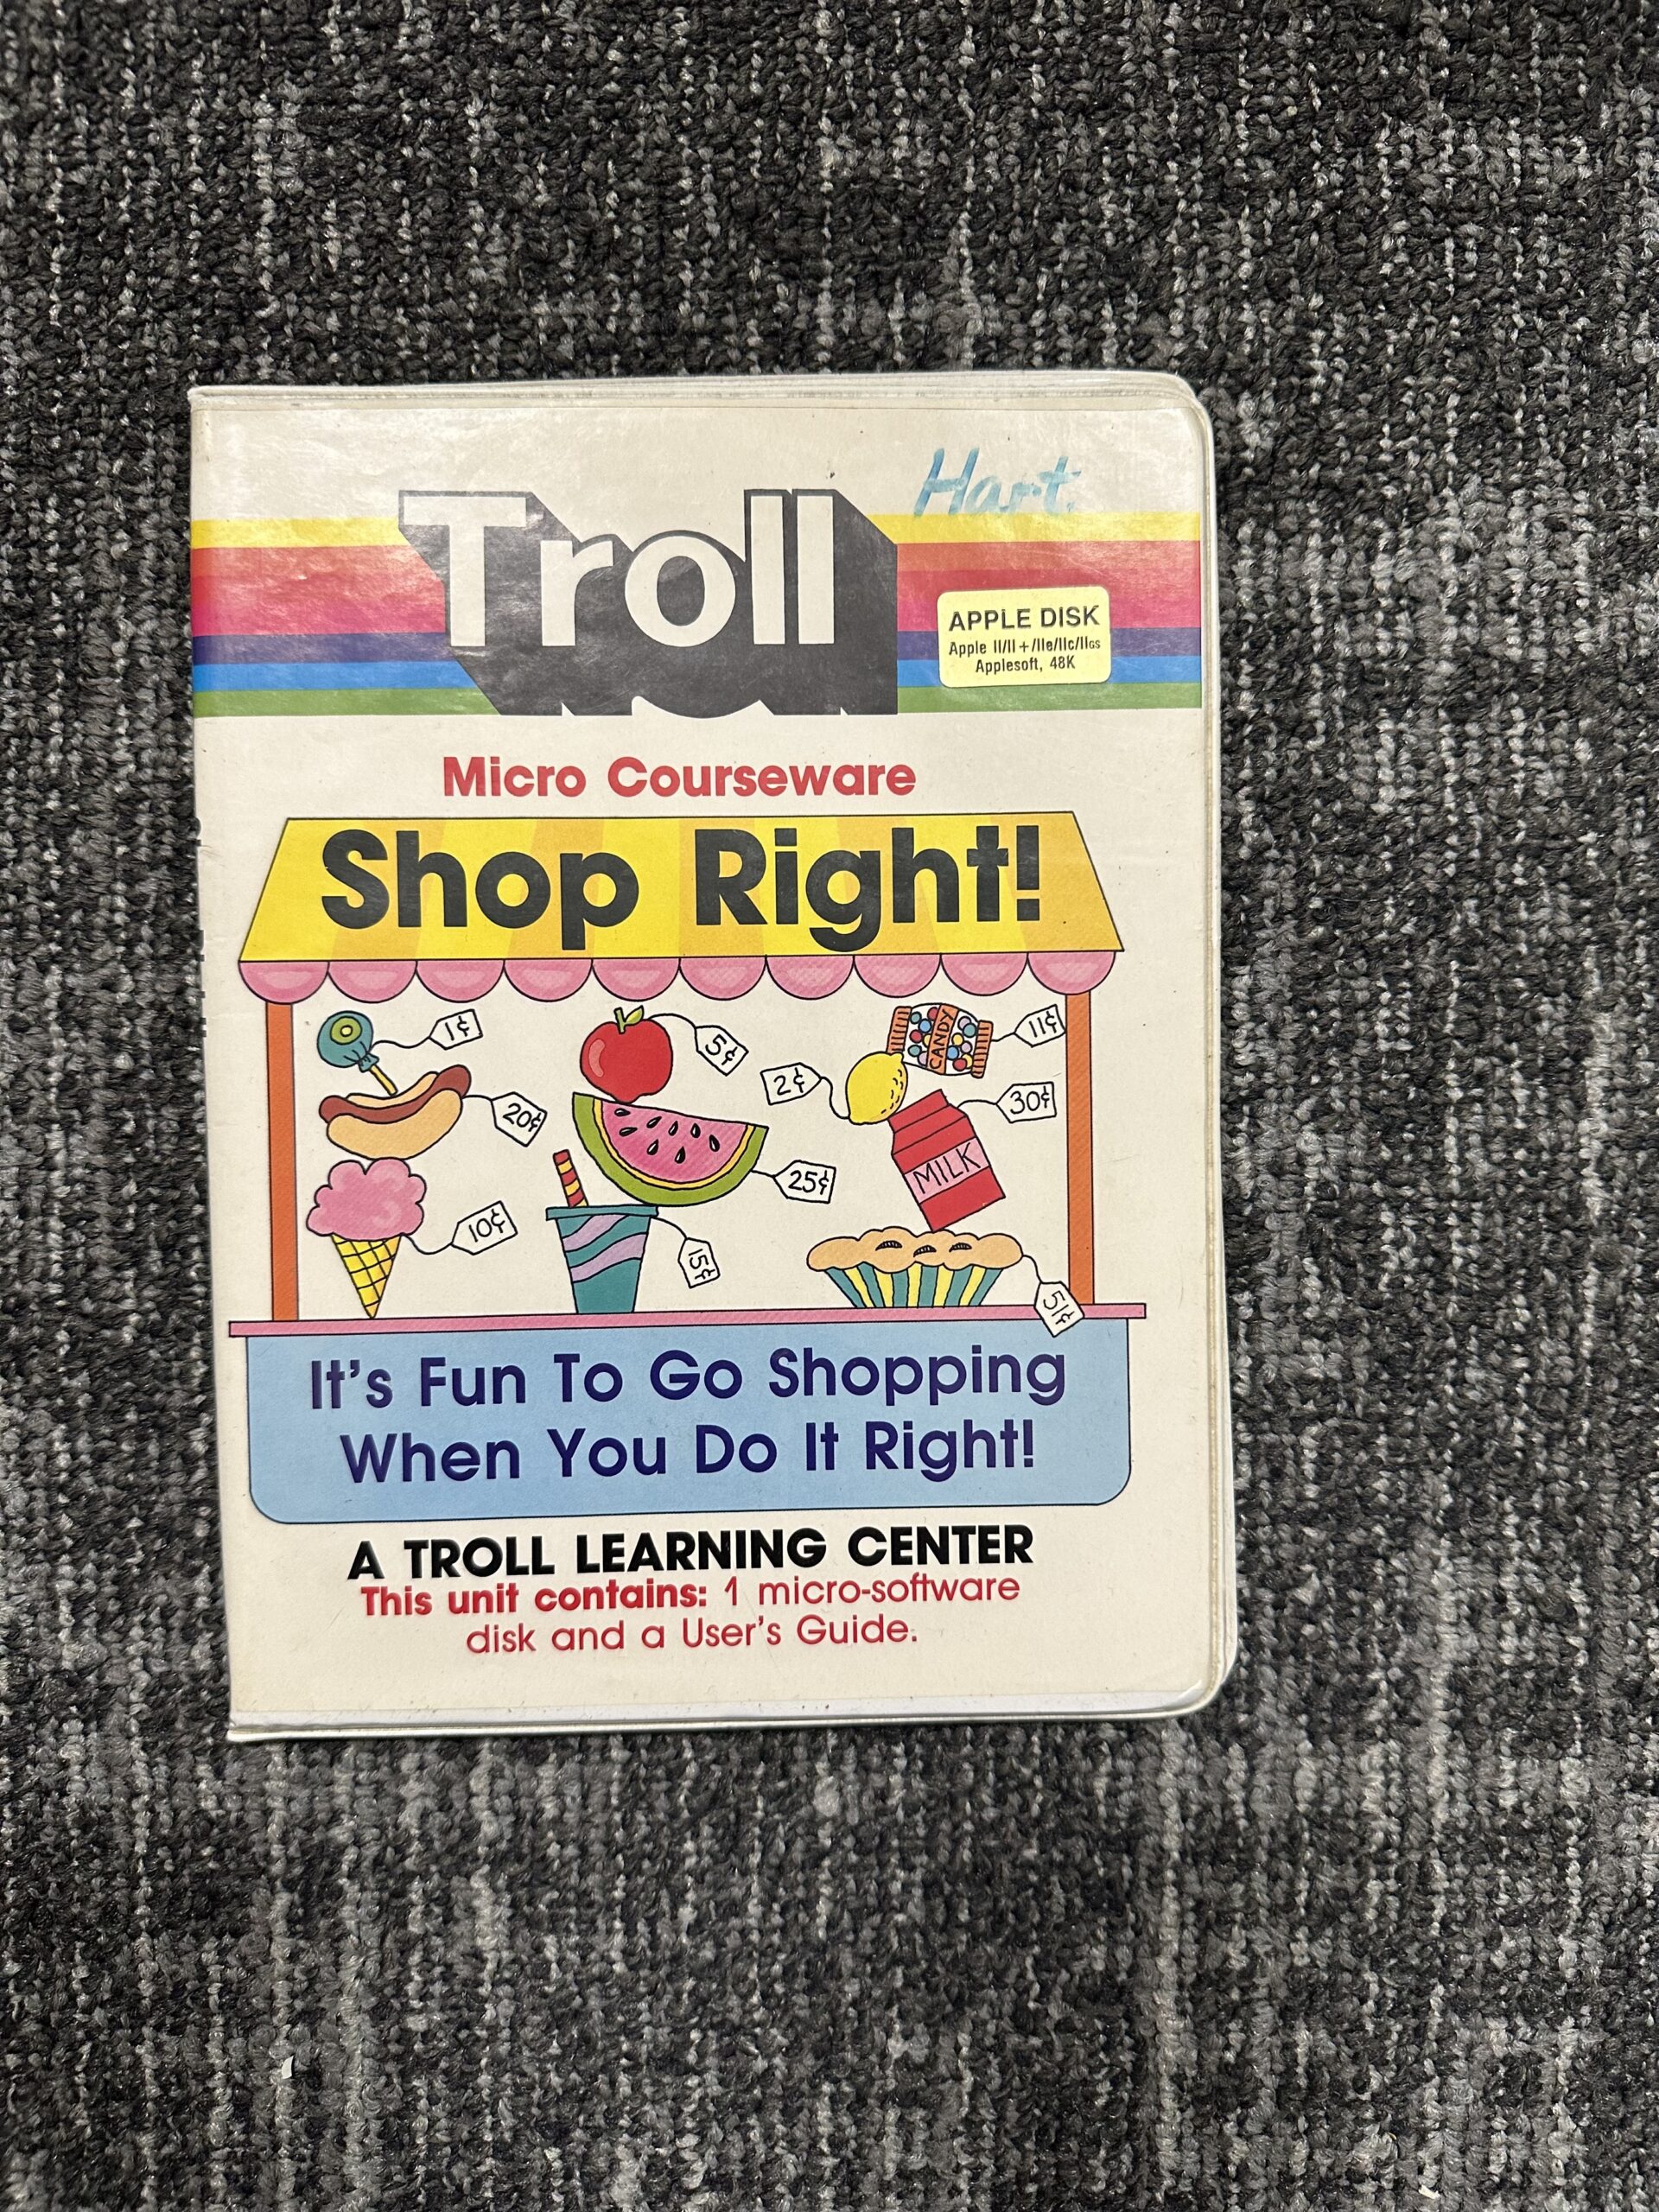 Hart
Troll
APPLE DISK
Apple II/II+/IIe/IIc/IIGS
Applesoft, 48K
Micro Courseware
Shop Right!
1¢
5¢
CANDY
11¢
2¢
20¢
30¢
MILK
25¢
10¢
15¢
51¢
It's Fun To Go Shopping
When You Do It Right!
A TROLL LEARNING CENTER
This unit contains: 1 micro-software
disk and a User's Guide.